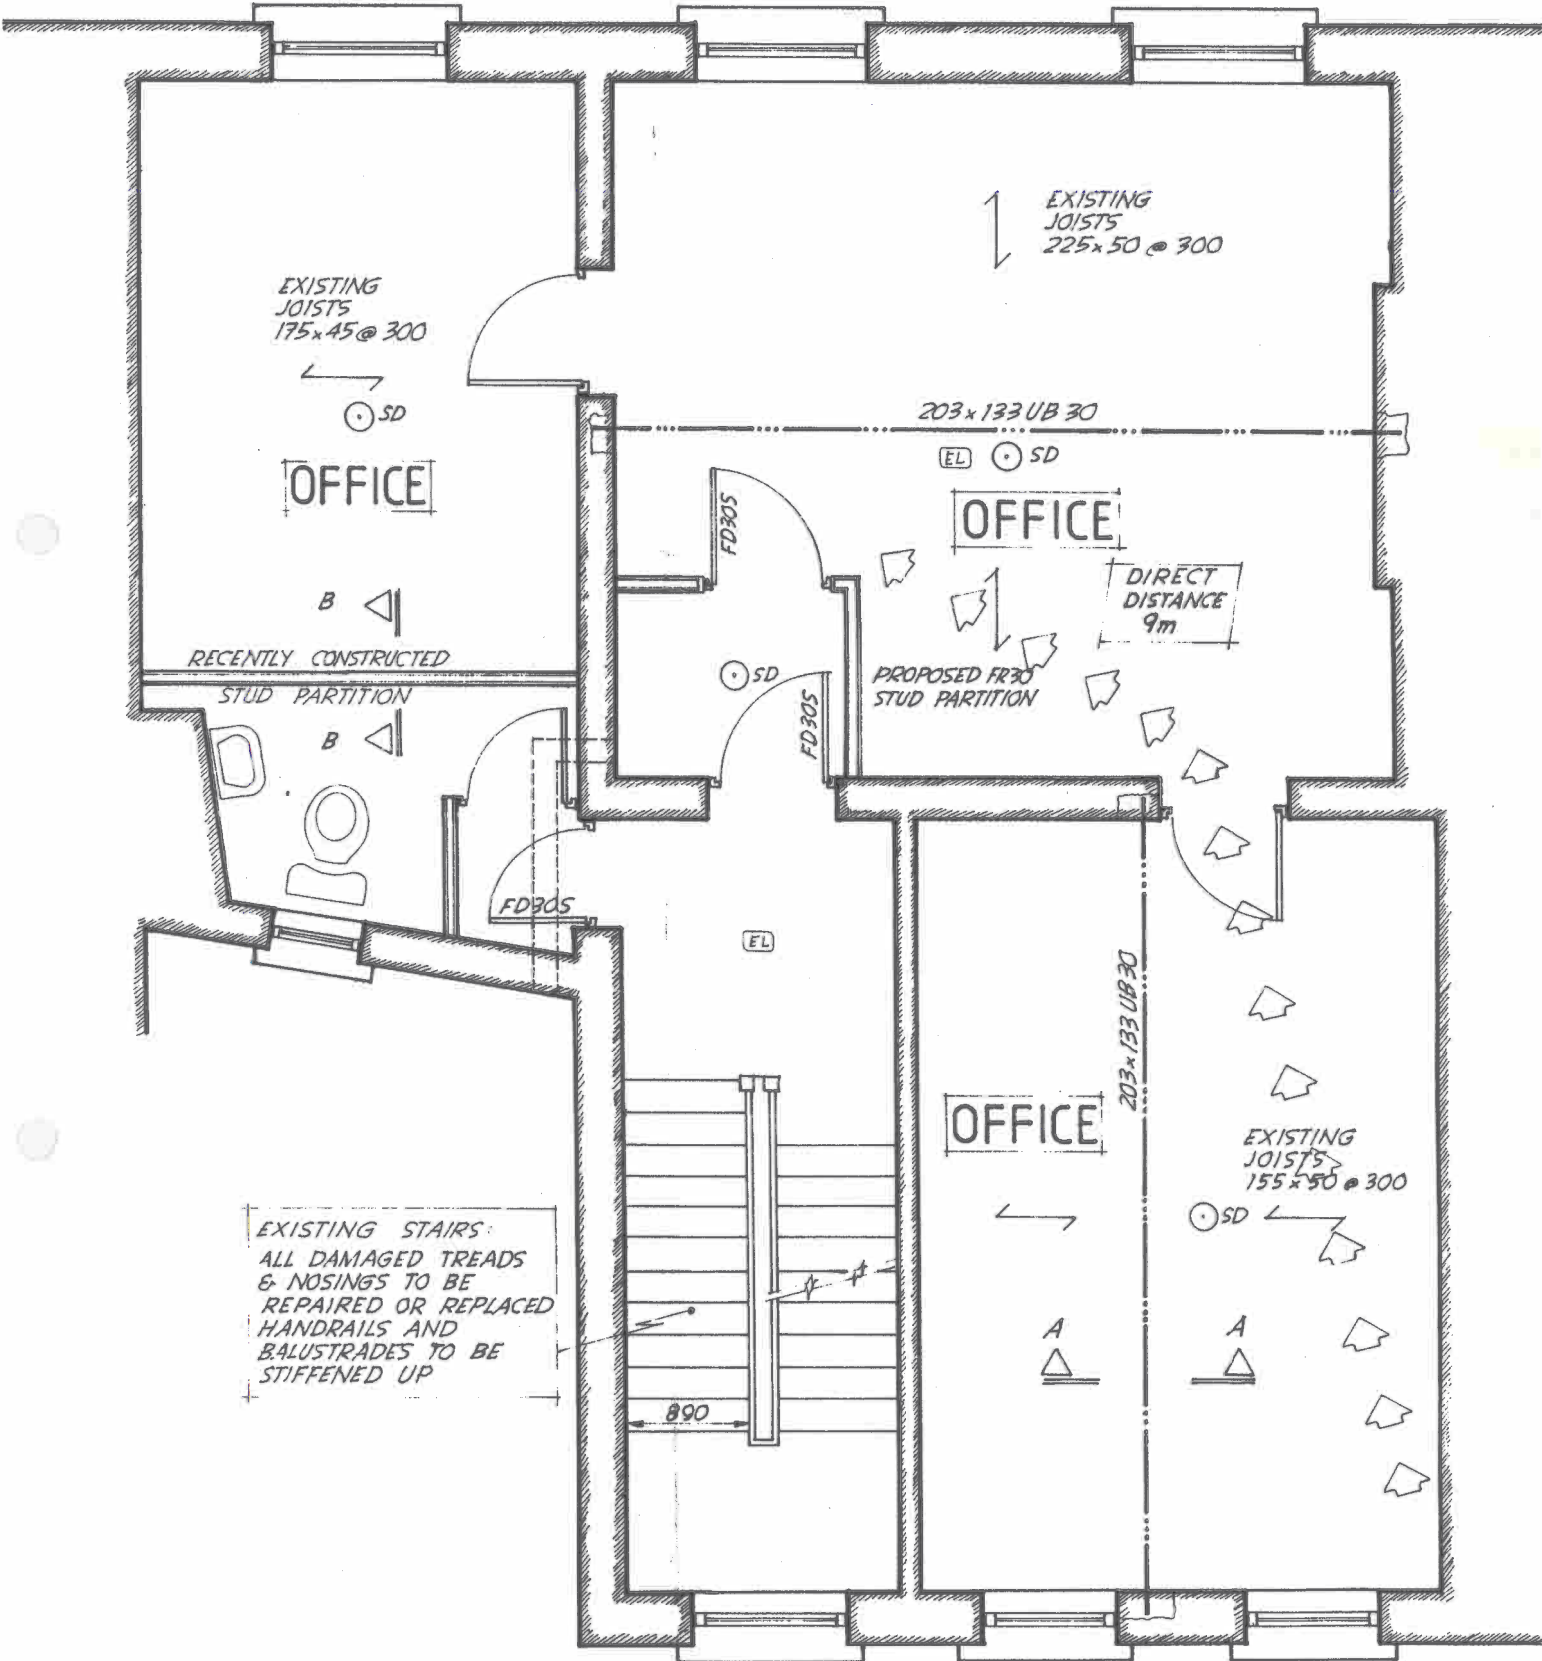 EXISTING
JOISTS
225x50 @ 300
EXISTING
JOISTS
175x45@300
SD
OFFICE
203x133 UB 30
EL
SD
OFFICE
FD30S
DIRECT
DISTANCE
9m
B
RECENTLY CONSTRUCTED
STUD PARTITION
B
SD
PROPOSED FR30
STUD PARTITION
FD30S
FD30S
EL
203x133 UB30
OFFICE
EXISTING
JOISTS
155x50 @ 300
SD
EXISTING STAIRS:
ALL DAMAGED TREADS
& NOSINGS TO BE
REPAIRED OR REPLACED
HANDRAILS AND
BALUSTRADES TO BE
STIFFENED UP
A
A
890